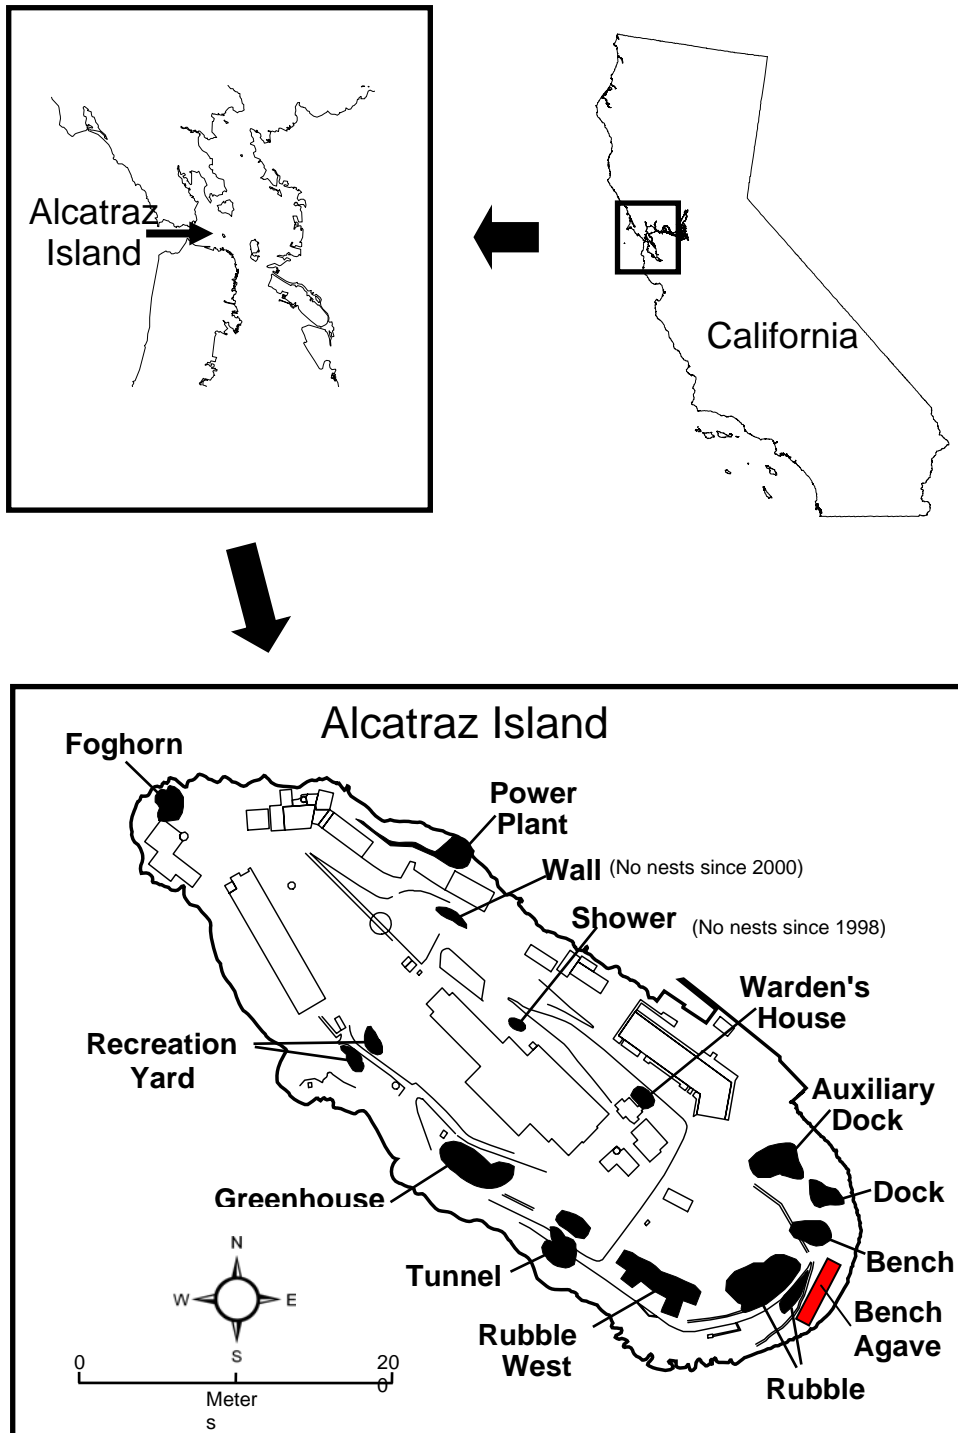 Alcatraz
Island
California
Alcatraz Island
Foghorn
Power
Plant
Wall (No nests since 2000)
Shower (No nests since 1998)
Warden's
House
Recreation
Yard
Auxiliary
Dock
Greenhouse
Dock
Bench
Tunnel
Bench
Agave
Rubble
West
Rubble
N
W E
S
0 20
0
Meter
s